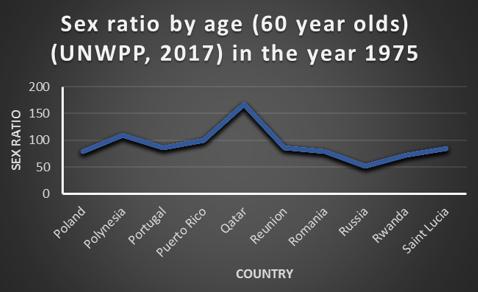 Sex ratio by age (60 year olds)
(UNWPP, 2017) in the year 1975
SEX RATIO
200
150
100
50
0
Poland
Polynesia
Portugal
Puerto Rico
Qatar
Reunion
Romania
Russia
Rwanda
Saint Lucia
COUNTRY